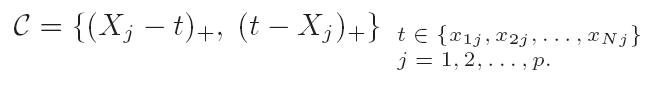 𝒞 = {(X_j − t)_+, (t − X_j)_+} t ∈ {x_{1j}, x_{2j}, . . . , x_{Nj}}
j = 1, 2, . . . , p.